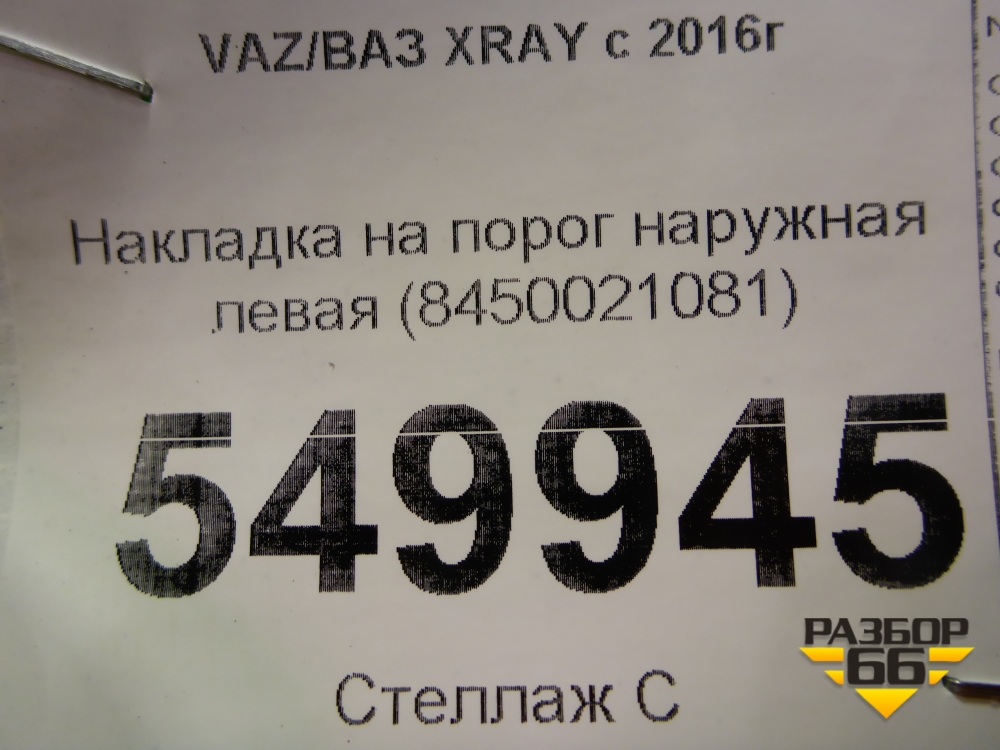 VAZ/ВАЗ XRAY с 2016г
Накладка на порог наружная
левая (8450021081)
549945
РАЗБОР
66
Стеллаж С